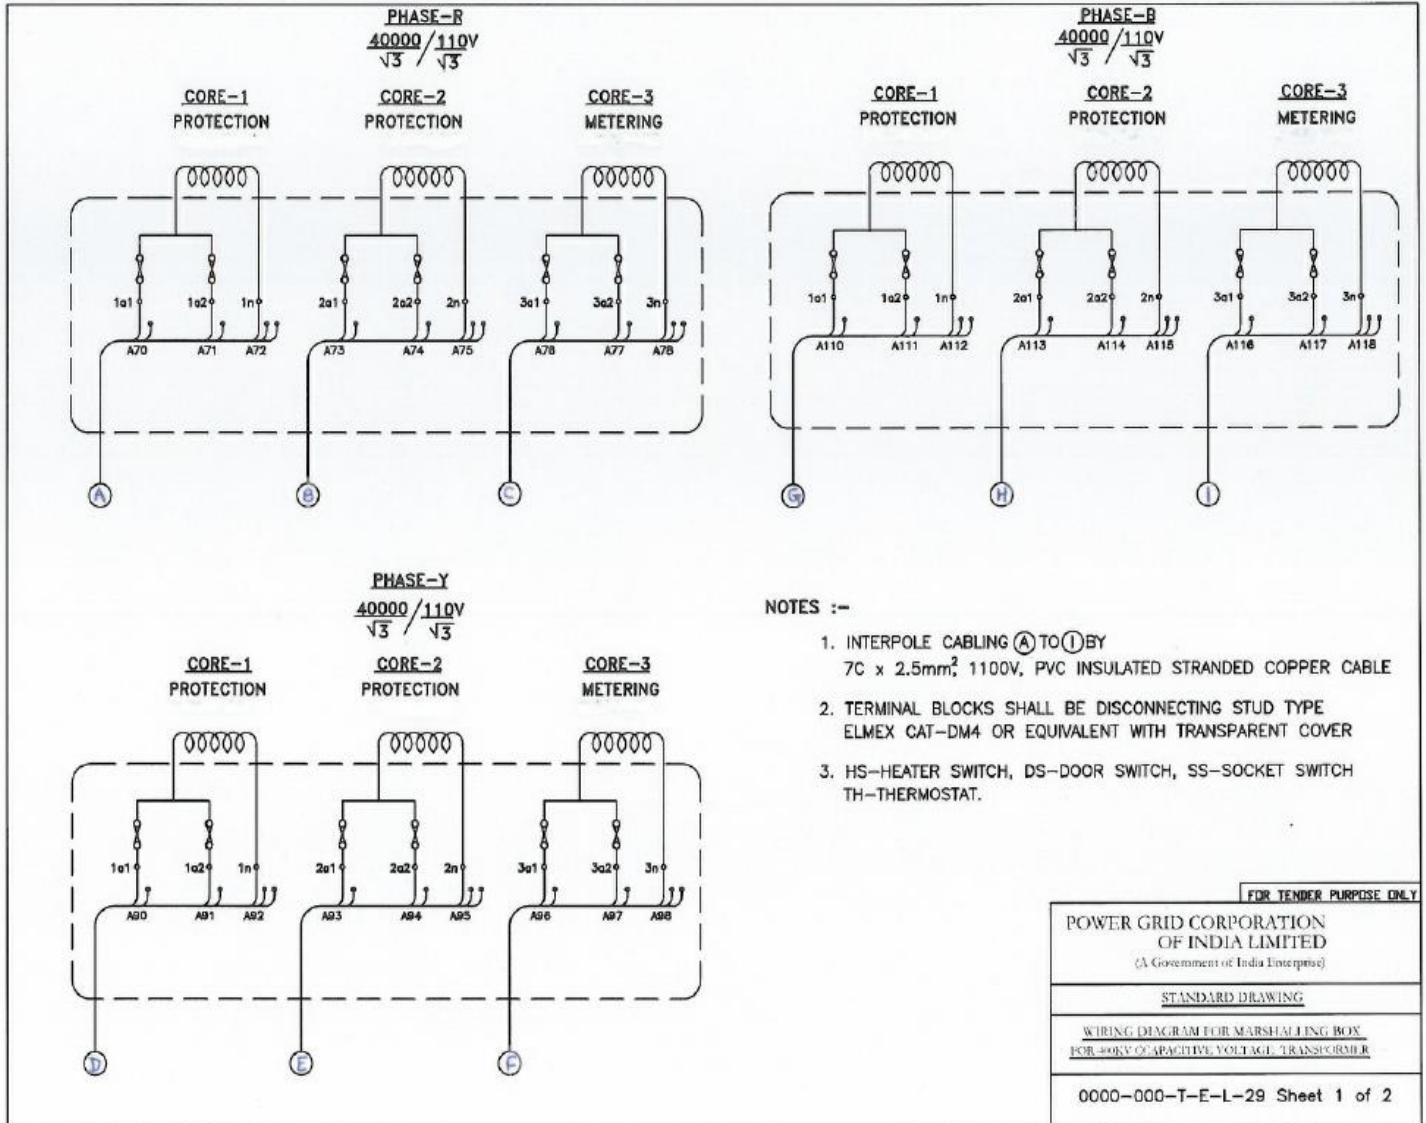 PHASE-R
40000/√3 / 110V/√3
CORE-1 CORE-2 CORE-3
PROTECTION PROTECTION METERING
1a1 1a2 1n 2a1 2a2 2n 3a1 3a2 3n
A70 A71 A72 A73 A74 A75 A78 A77 A78
A B C
PHASE-B
40000/√3 / 110V/√3
CORE-1 CORE-2 CORE-3
PROTECTION PROTECTION METERING
1a1 1a2 1n 2a1 2a2 2n 3a1 3a2 3n
A110 A111 A112 A113 A114 A115 A116 A117 A118
G H I
PHASE-Y
40000/√3 / 110V/√3
CORE-1 CORE-2 CORE-3
PROTECTION PROTECTION METERING
1a1 1a2 1n 2a1 2a2 2n 3a1 3a2 3n
A90 A91 A92 A93 A94 A95 A96 A97 A98
D E F
NOTES :-
1. INTERPOLE CABLING Ⓐ TO Ⓘ BY
7C x 2.5mm², 1100V, PVC INSULATED STRANDED COPPER CABLE
2. TERMINAL BLOCKS SHALL BE DISCONNECTING STUD TYPE
ELMEX CAT-DM4 OR EQUIVALENT WITH TRANSPARENT COVER
3. HS-HEATER SWITCH, DS-DOOR SWITCH, SS-SOCKET SWITCH
TH-THERMOSTAT.
FOR TENDER PURPOSE ONLY
POWER GRID CORPORATION
OF INDIA LIMITED
(A Government of India Enterprise)
STANDARD DRAWING
WIRING DIAGRAM FOR MARSHALLING BOX
FOR 400KV CCAPACITIVE VOLTAGE TRANSFORMER
0000-000-T-E-L-29 Sheet 1 of 2